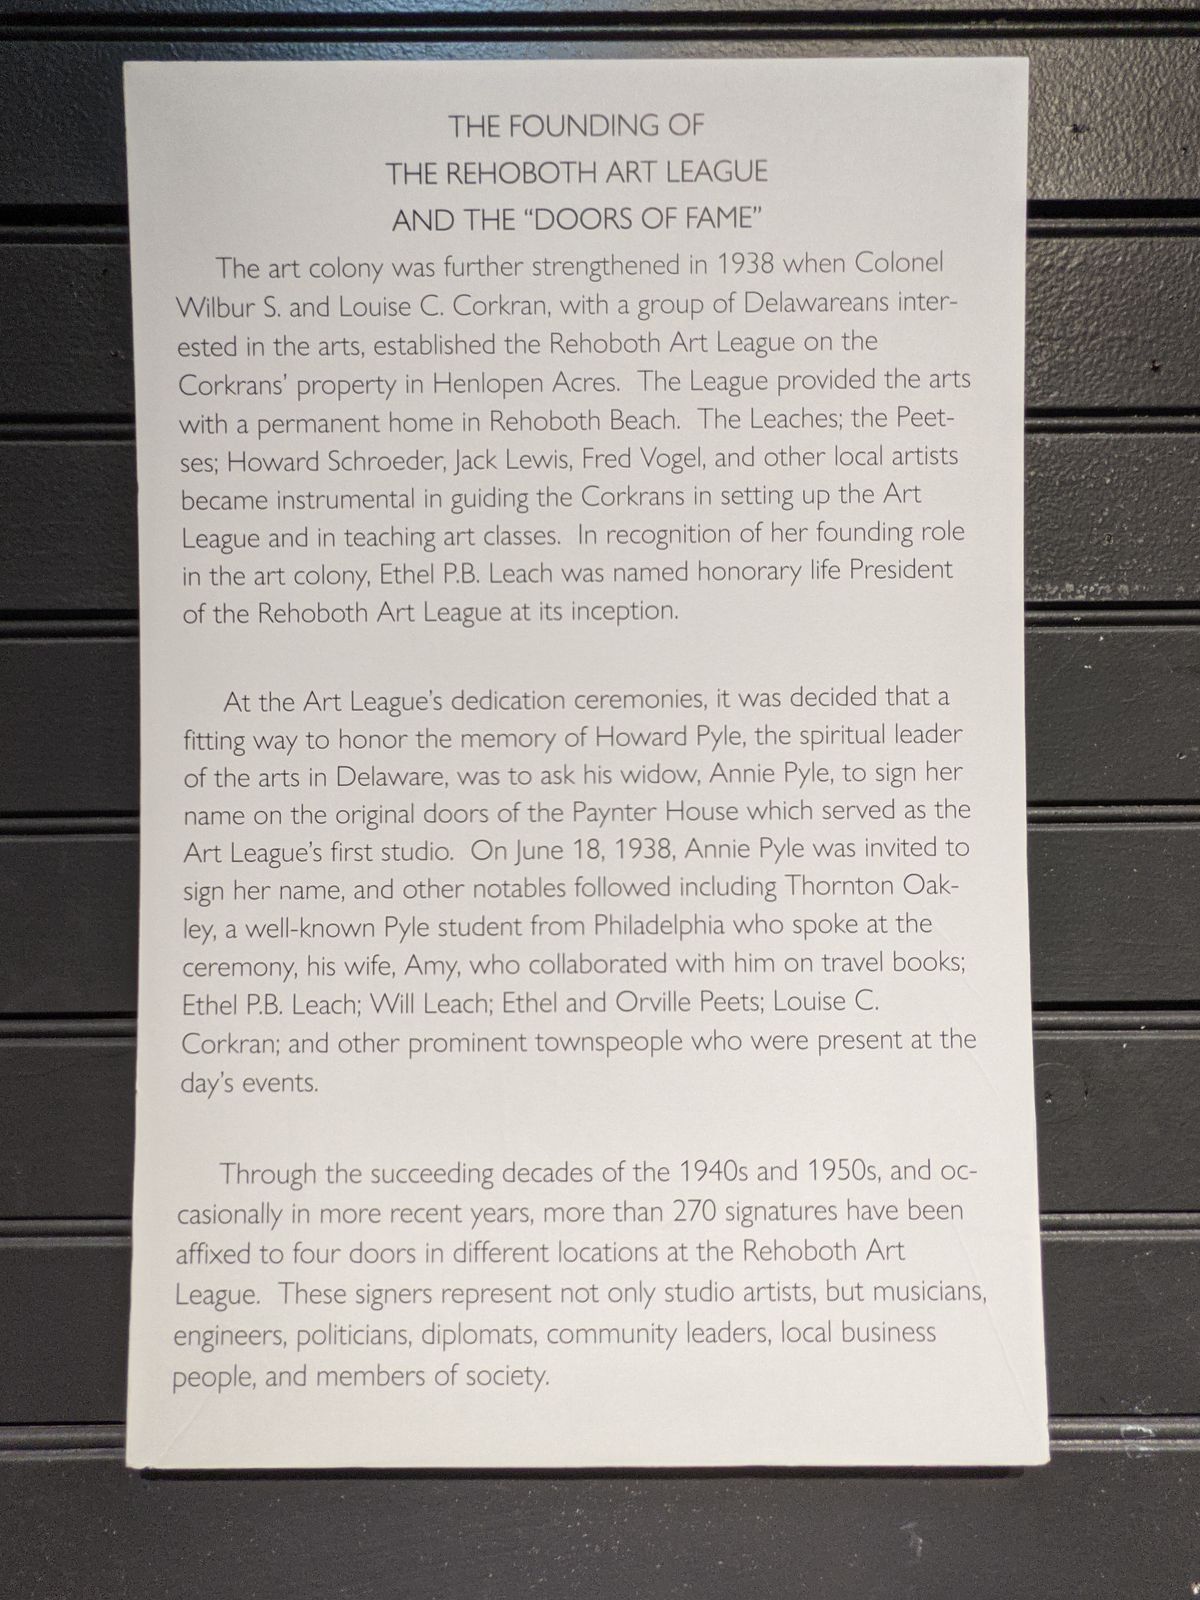 THE FOUNDING OF
THE REHOBOTH ART LEAGUE
AND THE “DOORS OF FAME”
The art colony was further strengthened in 1938 when Colonel
Wilbur S. and Louise C. Corkran, with a group of Delawareans inter-
ested in the arts, established the Rehoboth Art League on the
Corkrans’ property in Henlopen Acres. The League provided the arts
with a permanent home in Rehoboth Beach. The Leaches; the Peet-
ses; Howard Schroeder, Jack Lewis, Fred Vogel, and other local artists
became instrumental in guiding the Corkrans in setting up the Art
League and in teaching art classes. In recognition of her founding role
in the art colony, Ethel P.B. Leach was named honorary life President
of the Rehoboth Art League at its inception.
At the Art League’s dedication ceremonies, it was decided that a
fitting way to honor the memory of Howard Pyle, the spiritual leader
of the arts in Delaware, was to ask his widow, Annie Pyle, to sign her
name on the original doors of the Paynter House which served as the
Art League’s first studio. On June 18, 1938, Annie Pyle was invited to
sign her name, and other notables followed including Thornton Oak-
ley, a well-known Pyle student from Philadelphia who spoke at the
ceremony, his wife, Amy, who collaborated with him on travel books;
Ethel P.B. Leach; Will Leach; Ethel and Orville Peets; Louise C.
Corkran; and other prominent townspeople who were present at the
day’s events.
Through the succeeding decades of the 1940s and 1950s, and oc-
casionally in more recent years, more than 270 signatures have been
affixed to four doors in different locations at the Rehoboth Art
League. These signers represent not only studio artists, but musicians,
engineers, politicians, diplomats, community leaders, local business
people, and members of society.